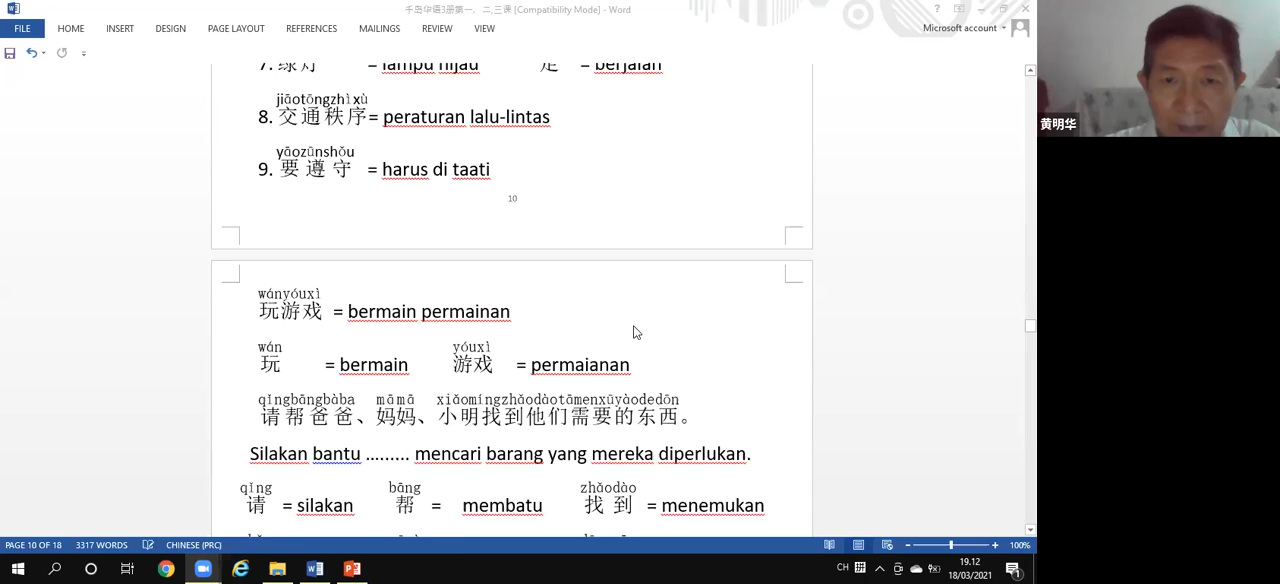 千岛华语3册第一、二,三课 [Compatibility Mode] - Word
FILE HOME INSERT DESIGN PAGE LAYOUT REFERENCES MAILINGS REVIEW VIEW Microsoft account
7. 绿灯 = lampu hijau 走 = berjalan
jiāotōngzhìxù
8. 交通秩序= peraturan lalu-lintas
yāozūnshǒu
9. 要遵守 = harus di taati
10
wányóuxì
玩游戏 = bermain permainan
wán yóuxì
玩 = bermain 游戏 = permaianan
qǐngbāngbàba māmā xiǎomíngzhǎodàotāmenxūyàodedōn
请帮爸爸、妈妈、小明找到他们需要的东西。
Silakan bantu ......... mencari barang yang mereka diperlukan.
qǐng bāng zhǎodào
请 = silakan 帮 = membatu 找到 = menemukan
黄明华
PAGE 10 OF 18 3317 WORDS CHINESE (PRC) 100%
CH 19.12
18/03/2021